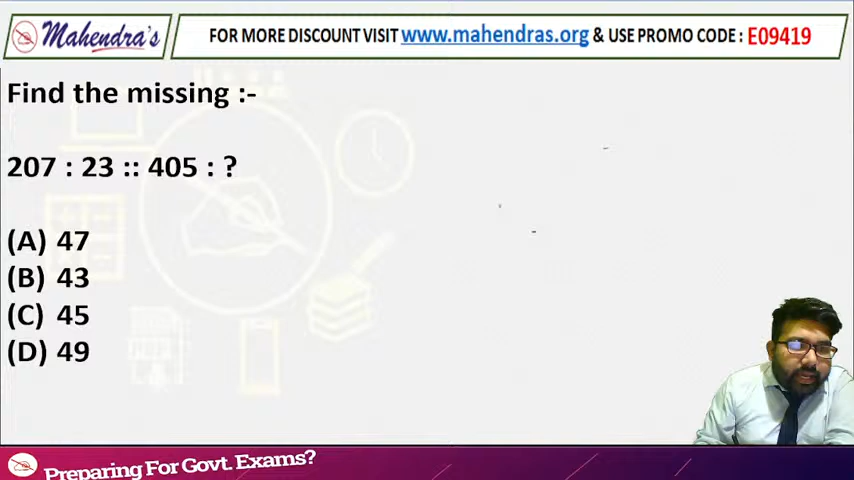 Mahendra's
FOR MORE DISCOUNT VISIT www.mahendras.org & USE PROMO CODE : E09419
Find the missing :-
207 : 23 :: 405 : ?
(A) 47
(B) 43
(C) 45
(D) 49
Preparing For Govt. Exams?